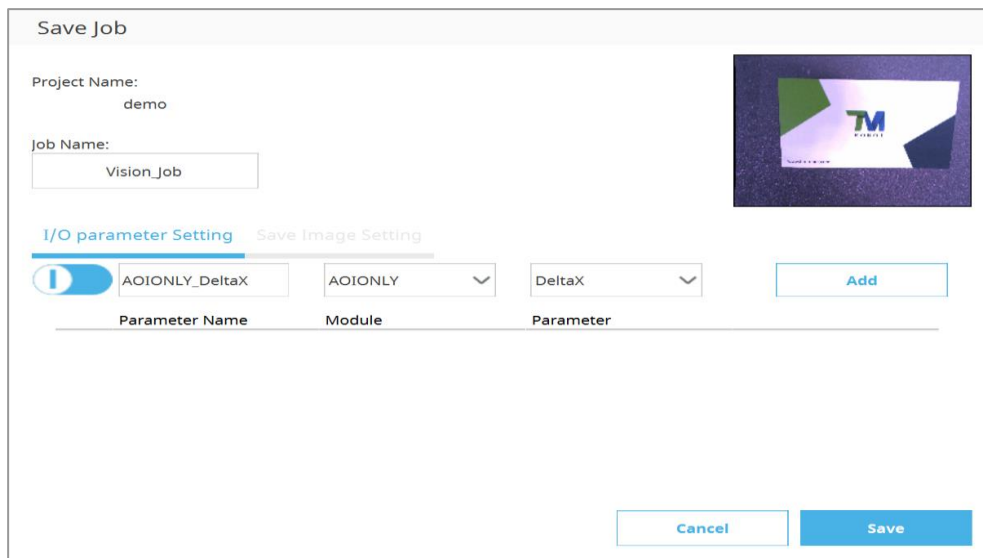 Save Job
Project Name:
demo
TM
ROBOT
Job Name:
Vision_Job
I/O parameter Setting Save Image Setting
AOIONLY_DeltaX AOIONLY DeltaX Add
Parameter Name Module Parameter
Cancel Save